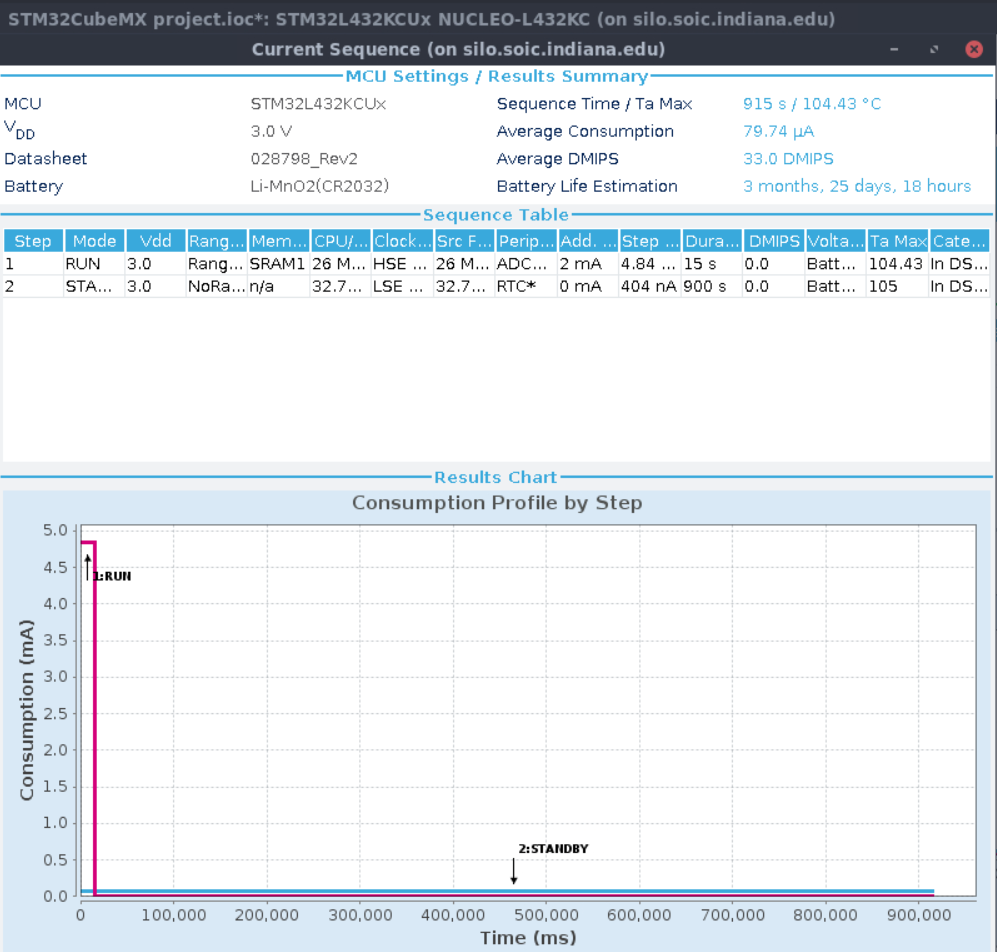 STM32CubeMX project.ioc*: STM32L432KCUx NUCLEO-L432KC (on silo.soic.indiana.edu)
Current Sequence (on silo.soic.indiana.edu)
MCU Settings / Results Summary
MCU STM32L432KCUx Sequence Time / Ta Max 915 s / 104.43 °C
VDD 3.0 V Average Consumption 79.74 µA
Datasheet 028798_Rev2 Average DMIPS 33.0 DMIPS
Battery Li-MnO2(CR2032) Battery Life Estimation 3 months, 25 days, 18 hours
Sequence Table
Step Mode Vdd Rang... Mem... CPU/... Clock... Src F... Perip... Add. ... Step ... Dura... DMIPS Volta... Ta Max Cate...
1 RUN 3.0 Rang... SRAM1 26 M... HSE ... 26 M... ADC... 2 mA 4.84 ... 15 s 0.0 Batt... 104.43 In DS...
2 STA... 3.0 NoRa... n/a 32.7... LSE ... 32.7... RTC* 0 mA 404 nA 900 s 0.0 Batt... 105 In DS...
Results Chart
Consumption Profile by Step
Consumption (mA)
5.0
4.5
4.0
3.5
3.0
2.5
2.0
1.5
1.0
0.5
0.0
1:RUN
2:STANDBY
0 100,000 200,000 300,000 400,000 500,000 600,000 700,000 800,000 900,000
Time (ms)